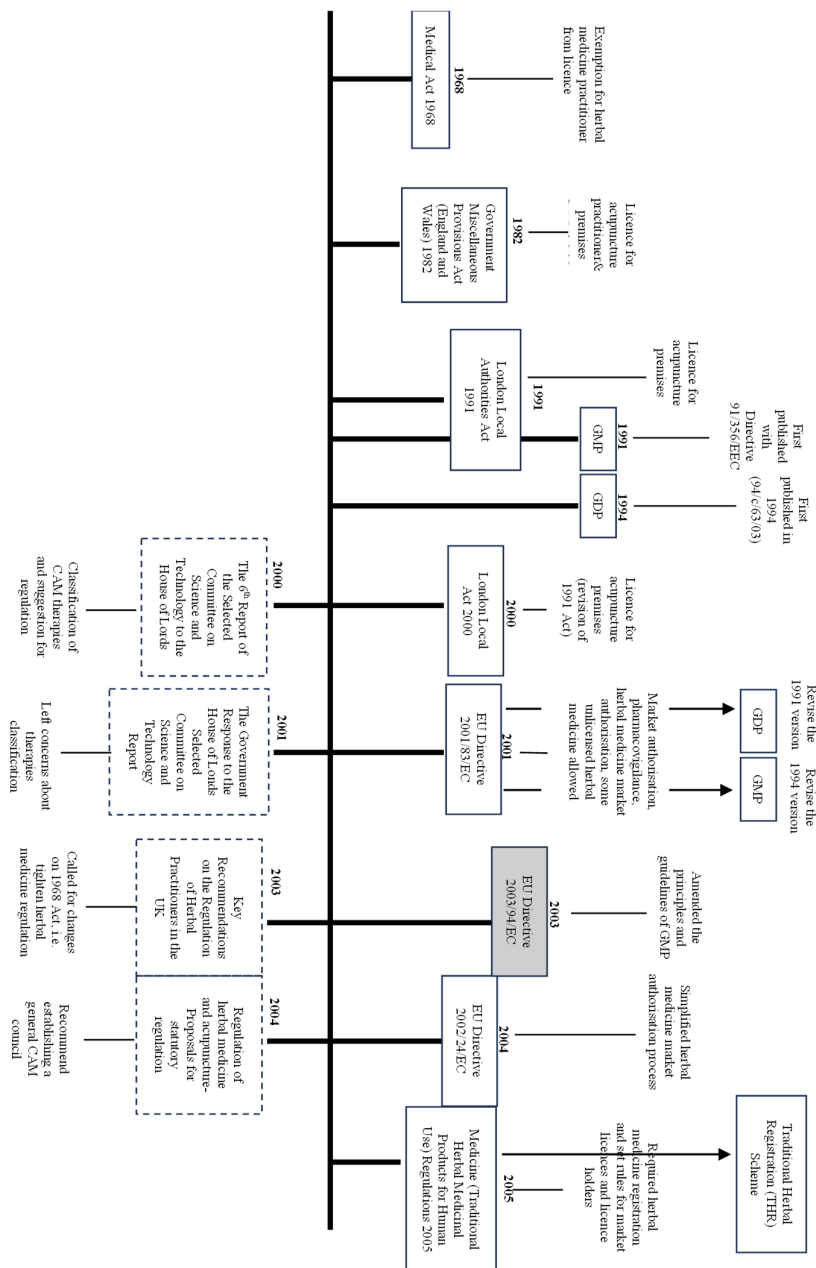 Exemption for herbal
medicine practitioner
from licence
1968
Medical Act 1968
Licence for
acupuncture
practitioner&
premises
1982
Government
Miscellaneous
Provisions Act
(England and
Wales) 1982
Licence for
acupuncture
premises
1991
London Local
Authorities Act
1991
First
published
with
Directive
91/356/EEC
1991
GMP
First
published in
1994
(94/c/63/03)
1994
GDP
Licence for
acupuncture
premises
(revision of
1991 Act)
2000
London Local
Act 2000
Revise the
1991 version
GDP
Revise the
1994 version
GMP
Market authorisation,
pharmacovigilance,
herbal medicine market
authorisation, some
unlicensed herbal
medicine allowed
2001
EU Directive
2001/83/EC
Amended the
principles and
guidelines of GMP
2003
EU Directive
2003/94/EC
Simplified herbal
medicine market
authorisation process
2004
EU Directive
2002/24/EC
Traditional Herbal
Registration (THR)
Scheme
Required herbal
medicine registration
and set rules for market
licences and licence
holders
2005
Medicine (Traditional
Herbal Medicinal
Products for Human
Use) Regulations 2005
2000
The 6th Report of
the Selected
Committee on
Science and
Technology to the
House of Lords
Classification of
CAM therapies
and suggestion for
regulation
2001
The Government
Response to the
House of Londs
Selected
Committee on
Science and
Technology
Report
Left concerns about
therapies
classification
2003
Key
Recommendations
on the Regulation
of Herbal
Practitioners in the
UK
Called for changes
on 1968 Act, i.e.
tighten herbal
medicine regulation
2004
Regulation of
herbal medicine
and acupuncture-
Proposals for
statutory
regulation
Recommend
establishing a
general CAM
council